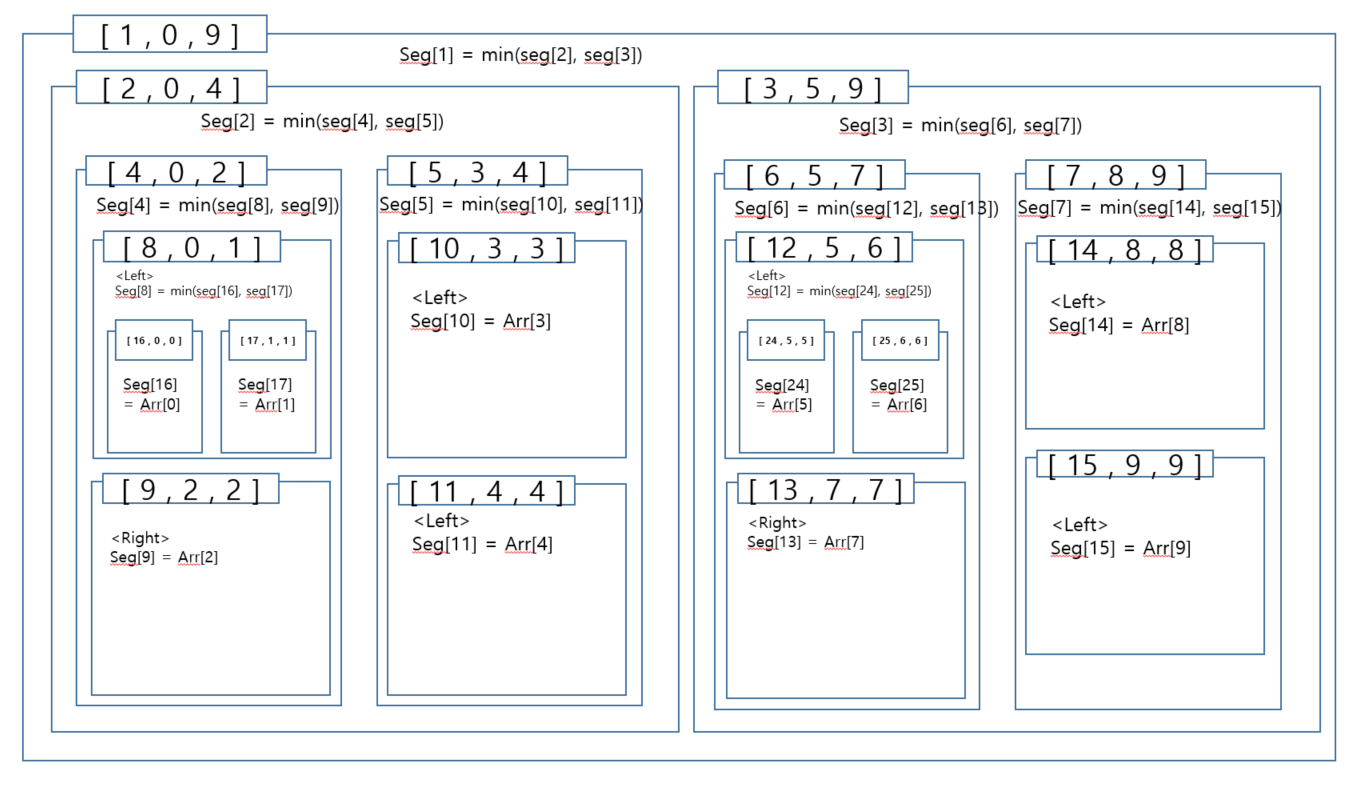 [ 1 , 0 , 9 ]
Seg[1] = min(seg[2], seg[3])
[ 2 , 0 , 4 ]
Seg[2] = min(seg[4], seg[5])
[ 4 , 0 , 2 ]
Seg[4] = min(seg[8], seg[9])
[ 8 , 0 , 1 ]
<Left>
Seg[8] = min(seg[16], seg[17])
[ 16 , 0 , 0 ]
Seg[16]
= Arr[0]
[ 17 , 1 , 1 ]
Seg[17]
= Arr[1]
[ 9 , 2 , 2 ]
<Right>
Seg[9] = Arr[2]
[ 5 , 3 , 4 ]
Seg[5] = min(seg[10], seg[11])
[ 10 , 3 , 3 ]
<Left>
Seg[10] = Arr[3]
[ 11 , 4 , 4 ]
<Left>
Seg[11] = Arr[4]
[ 3 , 5 , 9 ]
Seg[3] = min(seg[6], seg[7])
[ 6 , 5 , 7 ]
Seg[6] = min(seg[12], seg[13])
[ 12 , 5 , 6 ]
<Left>
Seg[12] = min(seg[24], seg[25])
[ 24 , 5 , 5 ]
Seg[24]
= Arr[5]
[ 25 , 6 , 6 ]
Seg[25]
= Arr[6]
[ 13 , 7 , 7 ]
<Right>
Seg[13] = Arr[7]
[ 7 , 8 , 9 ]
Seg[7] = min(seg[14], seg[15])
[ 14 , 8 , 8 ]
<Left>
Seg[14] = Arr[8]
[ 15 , 9 , 9 ]
<Left>
Seg[15] = Arr[9]